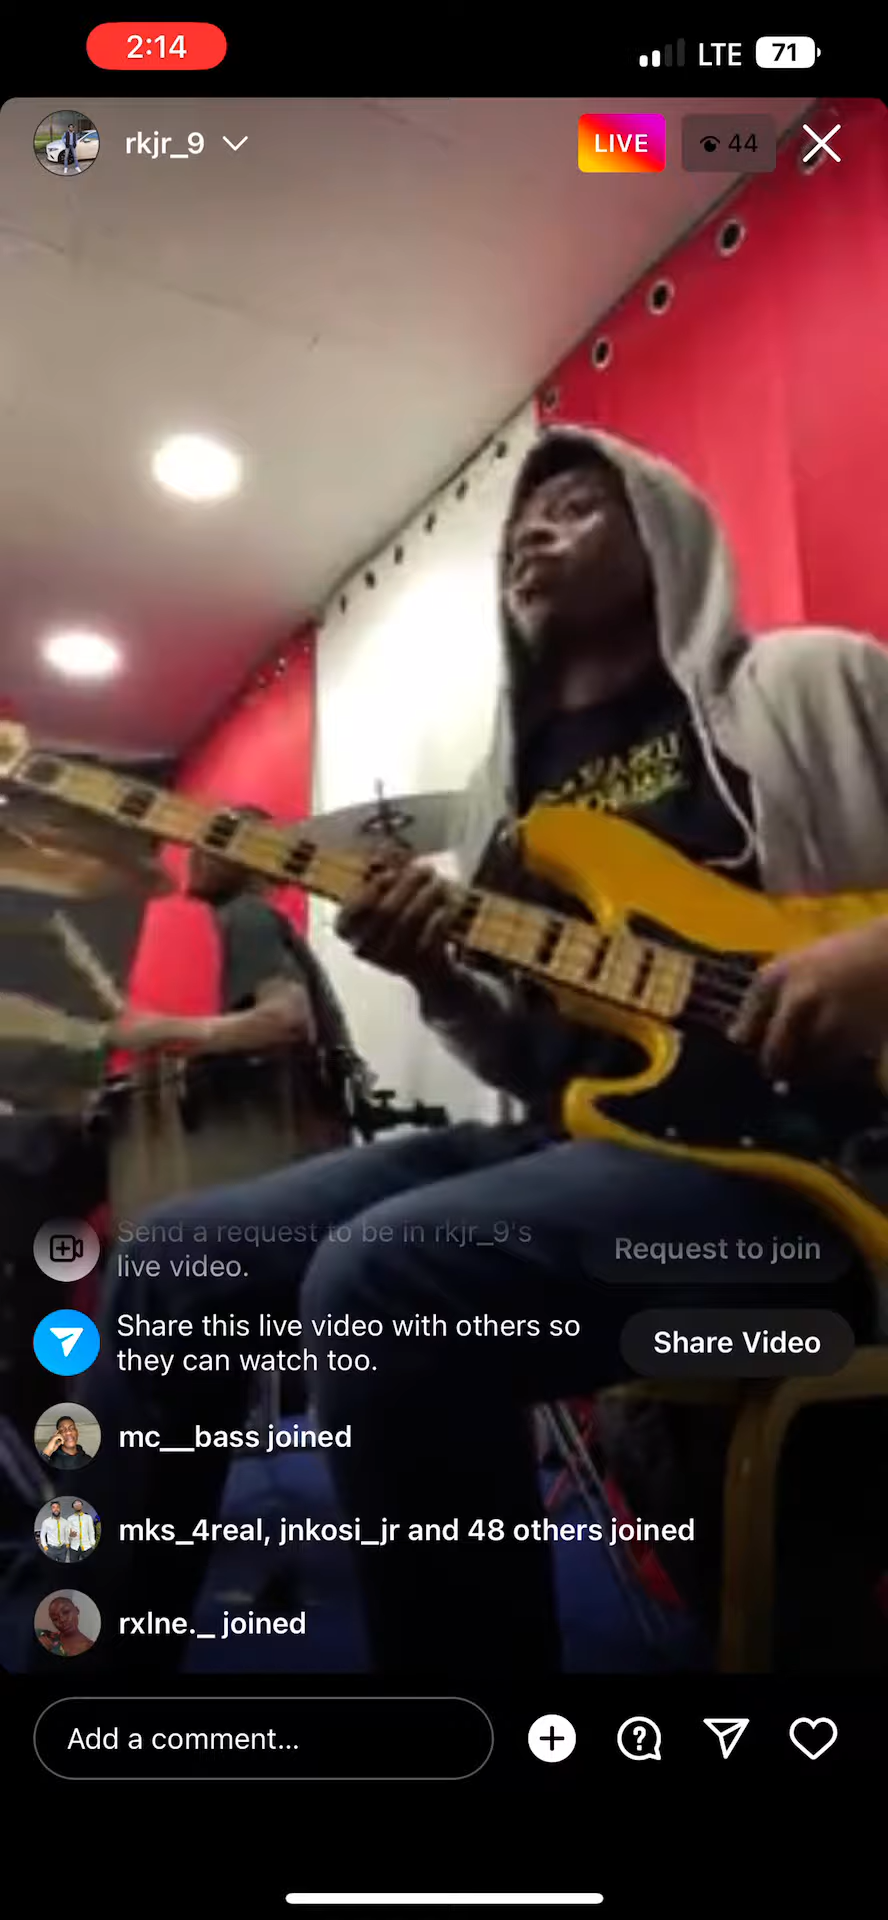 2:14
LTE 71
rkjr_9
LIVE
44
Send a request to be in rkjr_9's
live video.
Request to join
Share this live video with others so
they can watch too.
Share Video
mc__bass joined
mks_4real, jnkosi_jr and 48 others joined
rxlne._ joined
Add a comment...